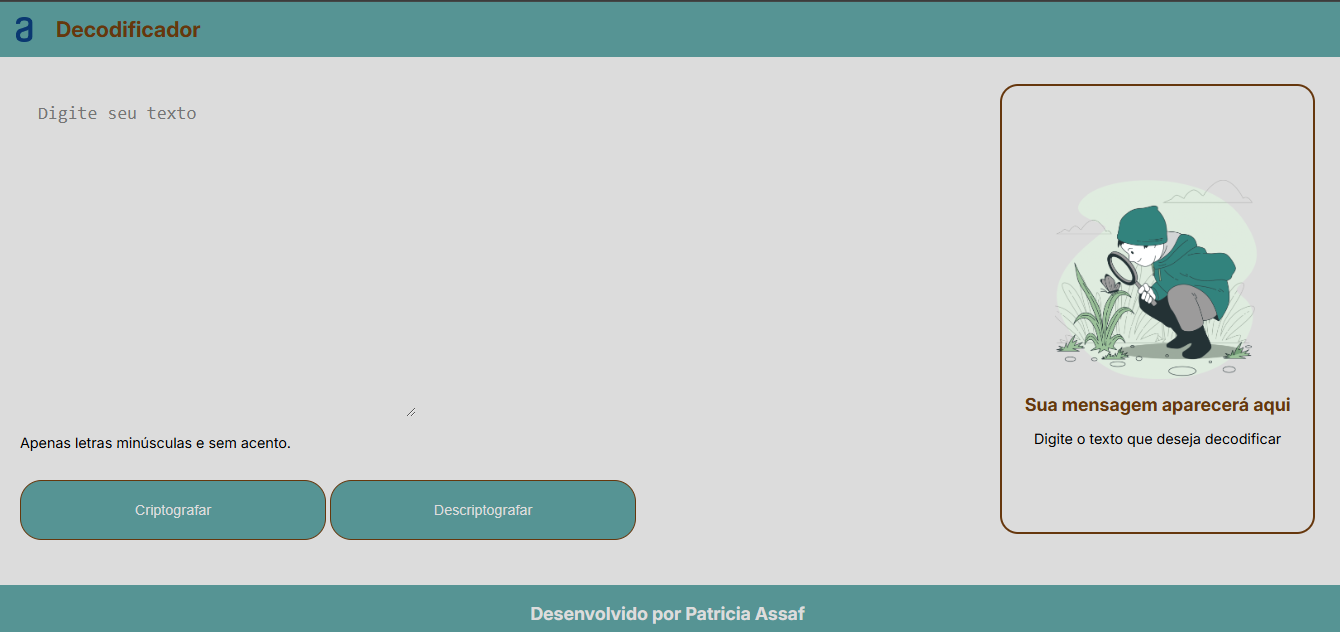 a Decodificador
Digite seu texto
Apenas letras minúsculas e sem acento.
Criptografar
Descriptografar
Sua mensagem aparecerá aqui
Digite o texto que deseja decodificar
Desenvolvido por Patricia Assaf